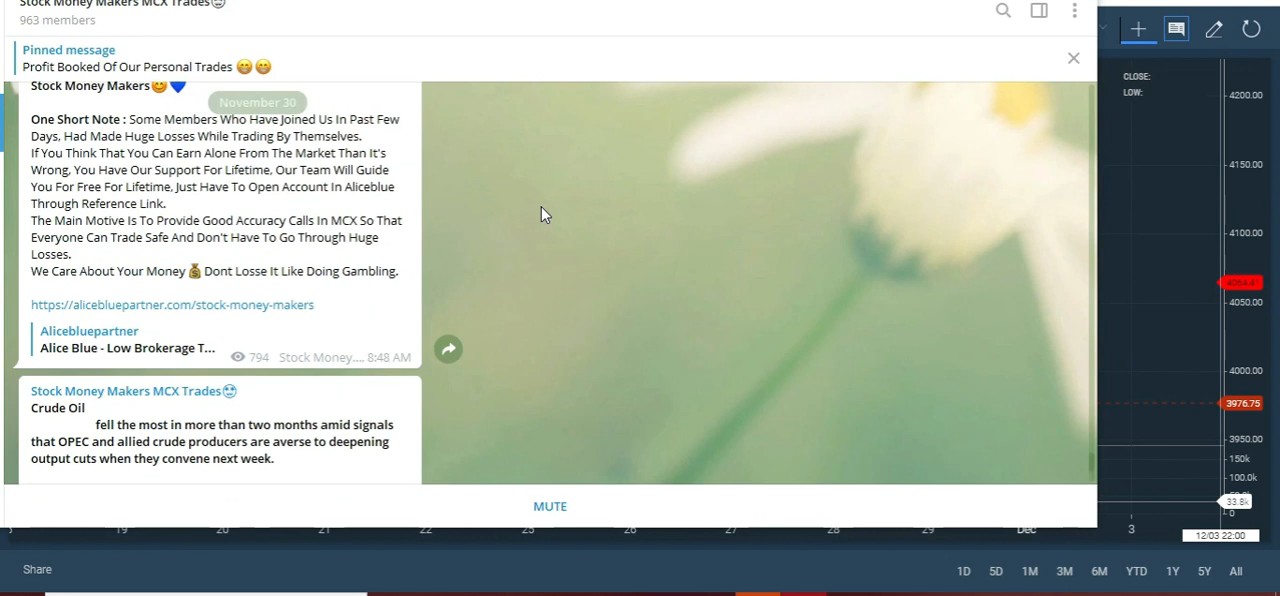 Stock Money Makers MCX Trades😇
963 members
Pinned message
Profit Booked Of Our Personal Trades 😁😁
Stock Money Makers😊💙
November 30
One Short Note : Some Members Who Have Joined Us In Past Few
Days, Had Made Huge Losses While Trading By Themselves.
If You Think That You Can Earn Alone From The Market Than It's
Wrong, You Have Our Support For Lifetime, Our Team Will Guide
You For Free For Lifetime, Just Have To Open Account In Aliceblue
Through Reference Link.
The Main Motive Is To Provide Good Accuracy Calls In MCX So That
Everyone Can Trade Safe And Don't Have To Go Through Huge
Losses.
We Care About Your Money 💰 Dont Losse It Like Doing Gambling.
https://alicebluepartner.com/stock-money-makers
Alicebluepartner
Alice Blue - Low Brokerage T...
794 Stock Money...., 8:48 AM
Stock Money Makers MCX Trades😇
Crude Oil
fell the most in more than two months amid signals
that OPEC and allied crude producers are averse to deepening
output cuts when they convene next week.
MUTE
CLOSE:
LOW:
4200.00
4150.00
4100.00
4050.00
4000.00
3976.75
3950.00
150k
100.0k
33.8k
0
19 20 21 22 25 26 27 28 29 Dec 3
12/03 22:00
Share
1D 5D 1M 3M 6M YTD 1Y 5Y All